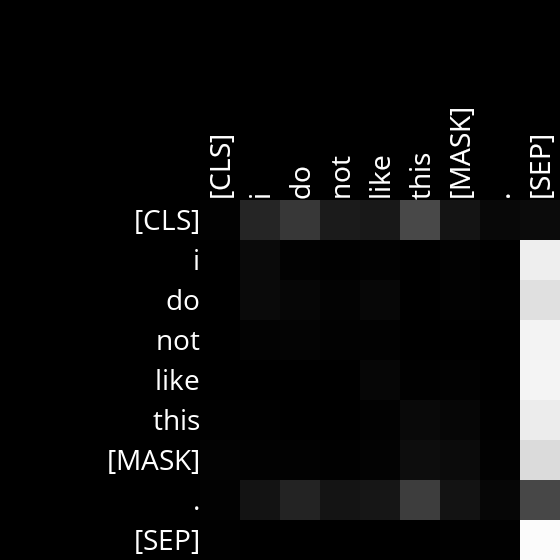 [CLS] i do not like this [MASK] . [SEP]
[CLS]
i
do
not
like
this
[MASK]
.
[SEP]